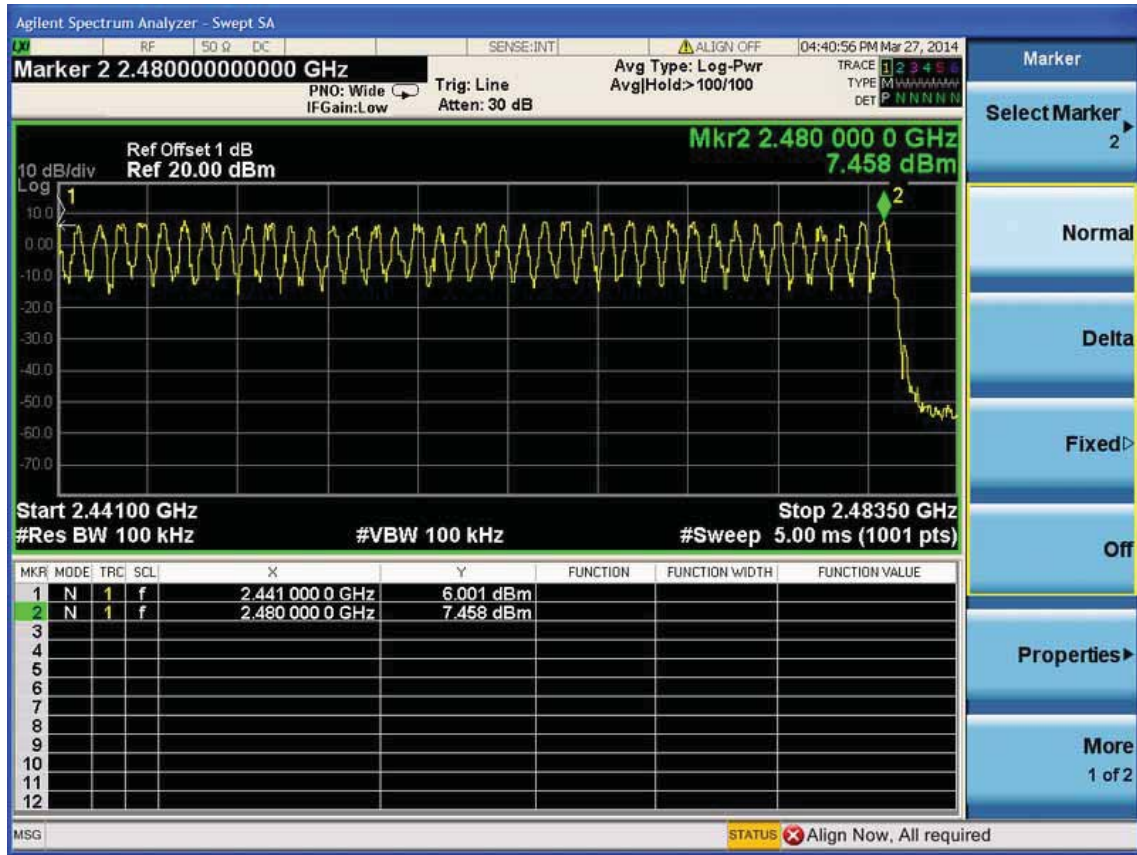 Agilent Spectrum Analyzer - Swept SA
LXI RF 50 Ω DC SENSE:INT ALIGN OFF 04:40:56 PM Mar 27, 2014
Marker 2 2.480000000000 GHz
PNO: Wide
IFGain:Low
Trig: Line
Atten: 30 dB
Avg Type: Log-Pwr
Avg|Hold:> 100/100
TRACE 1 2 3 4 5 6
TYPE M W W W W W
DET P N N N N N
Mkr2 2.480 000 0 GHz
7.458 dBm
Ref Offset 1 dB
10 dB/div Ref 20.00 dBm
Log
1
2
10.0
0.00
-10.0
-20.0
-30.0
-40.0
-50.0
-60.0
-70.0
Start 2.44100 GHz Stop 2.48350 GHz
#Res BW 100 kHz #VBW 100 kHz #Sweep 5.00 ms (1001 pts)
MKR MODE TRC SCL X Y FUNCTION FUNCTION WIDTH FUNCTION VALUE
1 N 1 f 2.441 000 0 GHz 6.001 dBm
2 N 1 f 2.480 000 0 GHz 7.458 dBm
3
4
5
6
7
8
9
10
11
12
MSG STATUS Align Now, All required
Marker
Select Marker
2
Normal
Delta
Fixed
Off
Properties
More
1 of 2